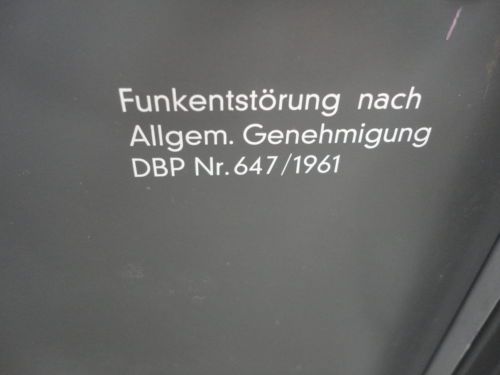 Funkentstörung nach
Allgem. Genehmigung
DBP Nr. 647/1961